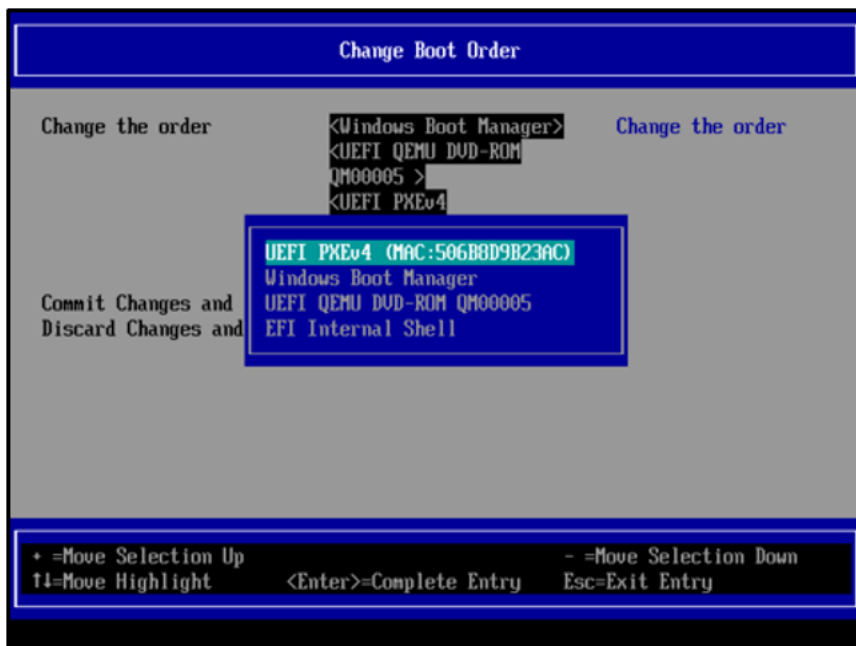 Change Boot Order
Change the order <Windows Boot Manager> Change the order
<UEFI QEMU DVD-ROM
QM00005 >
<UEFI PXEv4
UEFI PXEv4 (MAC:506B8D9B23AC)
Windows Boot Manager
Commit Changes and UEFI QEMU DVD-ROM QM00005
Discard Changes and EFI Internal Shell
+ =Move Selection Up - =Move Selection Down
↑↓=Move Highlight <Enter>=Complete Entry Esc=Exit Entry